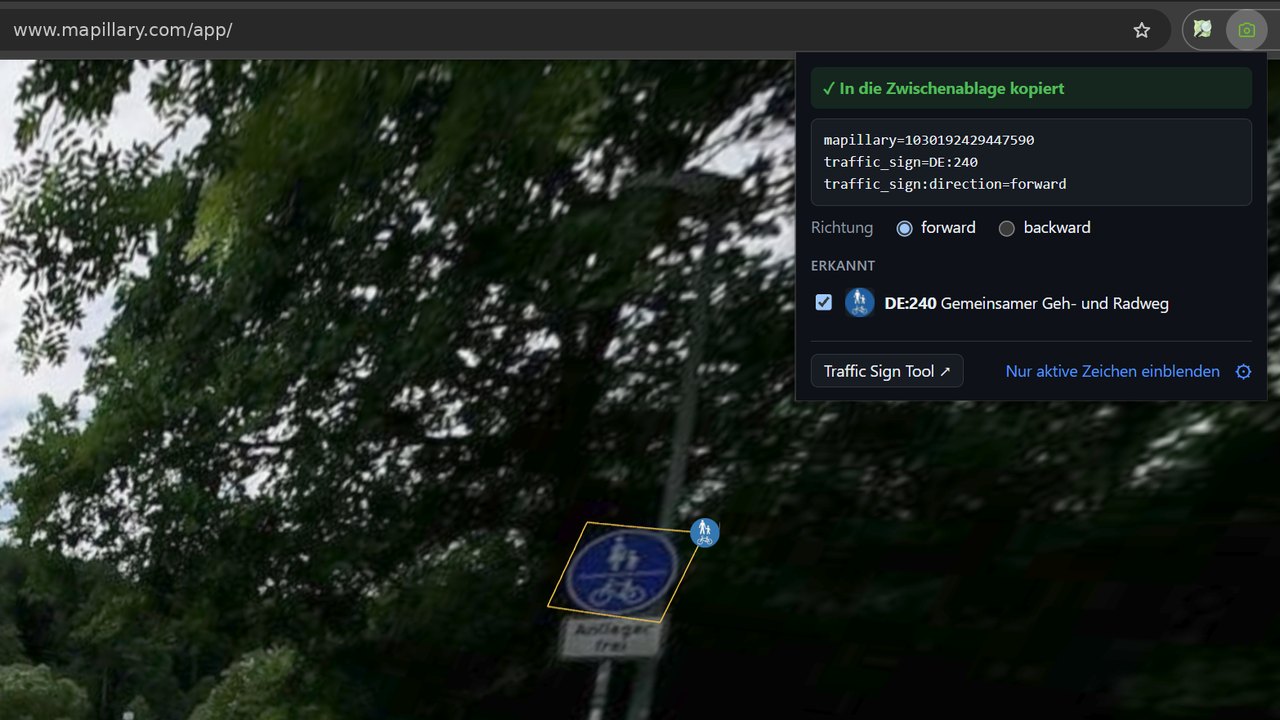 www.mapillary.com/app/
✓ In die Zwischenablage kopiert
mapillary=1030192429447590
traffic_sign=DE:240
traffic_sign:direction=forward
Richtung forward backward
ERKANNT
DE:240 Gemeinsamer Geh- und Radweg
Traffic Sign Tool ↗ Nur aktive Zeichen einblenden
Anlieger
frei